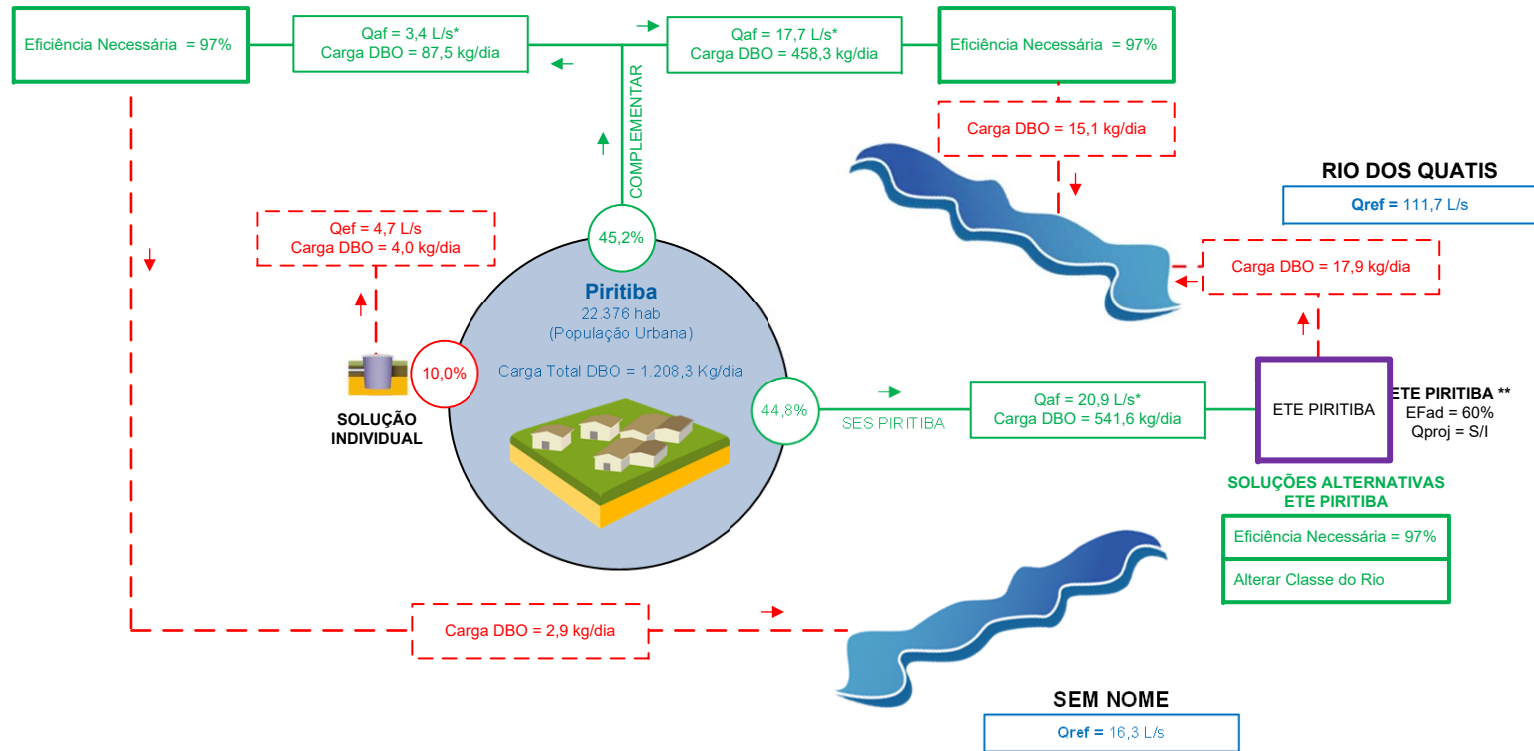 Eficiência Necessária = 97%
Qaf = 3,4 L/s*
Carga DBO = 87,5 kg/dia
Qaf = 17,7 L/s*
Carga DBO = 458,3 kg/dia
Eficiência Necessária = 97%
COMPLEMENTAR
Carga DBO = 15,1 kg/dia
RIO DOS QUATIS
Qref = 111,7 L/s
Qef = 4,7 L/s
Carga DBO = 4,0 kg/dia
45,2%
Carga DBO = 17,9 kg/dia
Piritiba
22.376 hab
(População Urbana)
Carga Total DBO = 1.208,3 Kg/dia
10,0%
SOLUÇÃO
INDIVIDUAL
44,8%
SES PIRITIBA
Qaf = 20,9 L/s*
Carga DBO = 541,6 kg/dia
ETE PIRITIBA
ETE PIRITIBA **
EFad = 60%
Qproj = S/I
SOLUÇÕES ALTERNATIVAS
ETE PIRITIBA
Eficiência Necessária = 97%
Alterar Classe do Rio
Carga DBO = 2,9 kg/dia
SEM NOME
Qref = 16,3 L/s